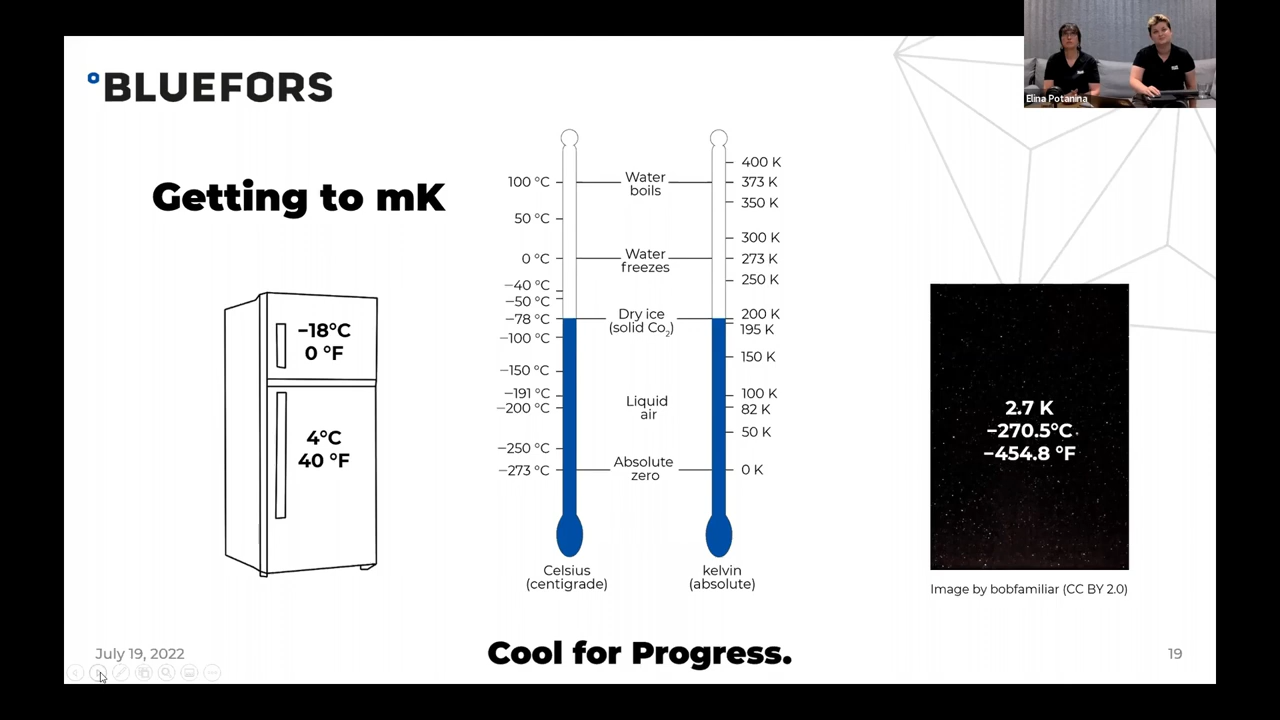 °BLUEFORS
Elina Potanina
Getting to mK
−18°C
0 °F
4°C
40 °F
100 °C
50 °C
0 °C
−40 °C
−50 °C
−78 °C
−100 °C
−150 °C
−191 °C
−200 °C
−250 °C
−273 °C
Water
boils
Water
freezes
Dry ice
(solid Co₂)
Liquid
air
Absolute
zero
400 K
373 K
350 K
300 K
273 K
250 K
200 K
195 K
150 K
100 K
82 K
50 K
0 K
Celsius
(centigrade)
kelvin
(absolute)
2.7 K
−270.5°C
−454.8 °F
Image by bobfamiliar (CC BY 2.0)
July 19, 2022
Cool for Progress.
19